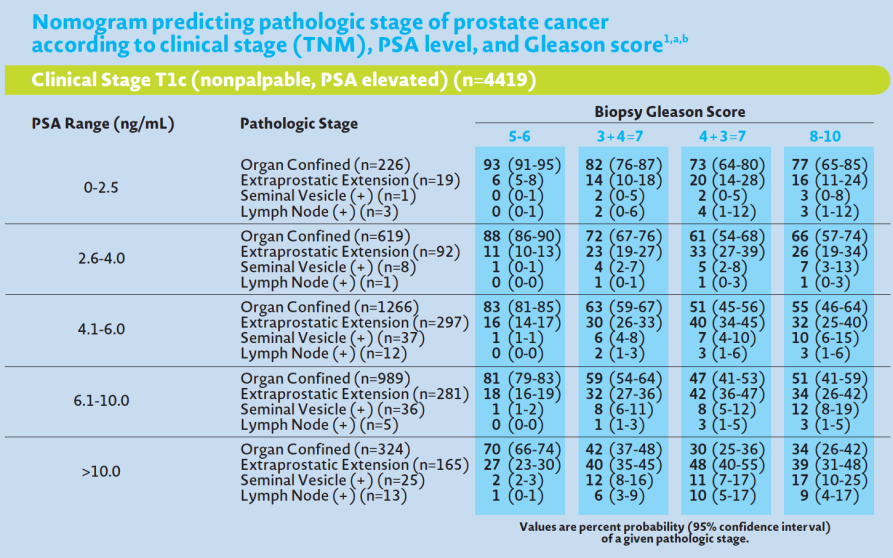 Nomogram predicting pathologic stage of prostate cancer
according to clinical stage (TNM), PSA level, and Gleason score1,a,b
Clinical Stage T1c (nonpalpable, PSA elevated) (n=4419)
PSA Range (ng/mL) Pathologic Stage Biopsy Gleason Score
5-6 3+4=7 4+3=7 8-10
0-2.5
Organ Confined (n=226) 93 (91-95) 82 (76-87) 73 (64-80) 77 (65-85)
Extraprostatic Extension (n=19) 6 (5-8) 14 (10-18) 20 (14-28) 16 (11-24)
Seminal Vesicle (+) (n=1) 0 (0-1) 2 (0-5) 2 (0-5) 3 (0-8)
Lymph Node (+) (n=3) 0 (0-1) 2 (0-6) 4 (1-12) 3 (1-12)
2.6-4.0
Organ Confined (n=619) 88 (86-90) 72 (67-76) 61 (54-68) 66 (57-74)
Extraprostatic Extension (n=92) 11 (10-13) 23 (19-27) 33 (27-39) 26 (19-34)
Seminal Vesicle (+) (n=8) 1 (0-1) 4 (2-7) 5 (2-8) 7 (3-13)
Lymph Node (+) (n=1) 0 (0-0) 1 (0-1) 1 (0-3) 1 (0-3)
4.1-6.0
Organ Confined (n=1266) 83 (81-85) 63 (59-67) 51 (45-56) 55 (46-64)
Extraprostatic Extension (n=297) 16 (14-17) 30 (26-33) 40 (34-45) 32 (25-40)
Seminal Vesicle (+) (n=37) 1 (1-1) 6 (4-8) 7 (4-10) 10 (6-15)
Lymph Node (+) (n=12) 0 (0-0) 2 (1-3) 3 (1-6) 3 (1-6)
6.1-10.0
Organ Confined (n=989) 81 (79-83) 59 (54-64) 47 (41-53) 51 (41-59)
Extraprostatic Extension (n=281) 18 (16-19) 32 (27-36) 42 (36-47) 34 (26-42)
Seminal Vesicle (+) (n=36) 1 (1-2) 8 (6-11) 8 (5-12) 12 (8-19)
Lymph Node (+) (n=5) 0 (0-0) 1 (1-3) 3 (1-5) 3 (1-5)
>10.0
Organ Confined (n=324) 70 (66-74) 42 (37-48) 30 (25-36) 34 (26-42)
Extraprostatic Extension (n=165) 27 (23-30) 40 (35-45) 48 (40-55) 39 (31-48)
Seminal Vesicle (+) (n=25) 2 (2-3) 12 (8-16) 11 (7-17) 17 (10-25)
Lymph Node (+) (n=13) 1 (0-1) 6 (3-9) 10 (5-17) 9 (4-17)
Values are percent probability (95% confidence interval)
of a given pathologic stage.